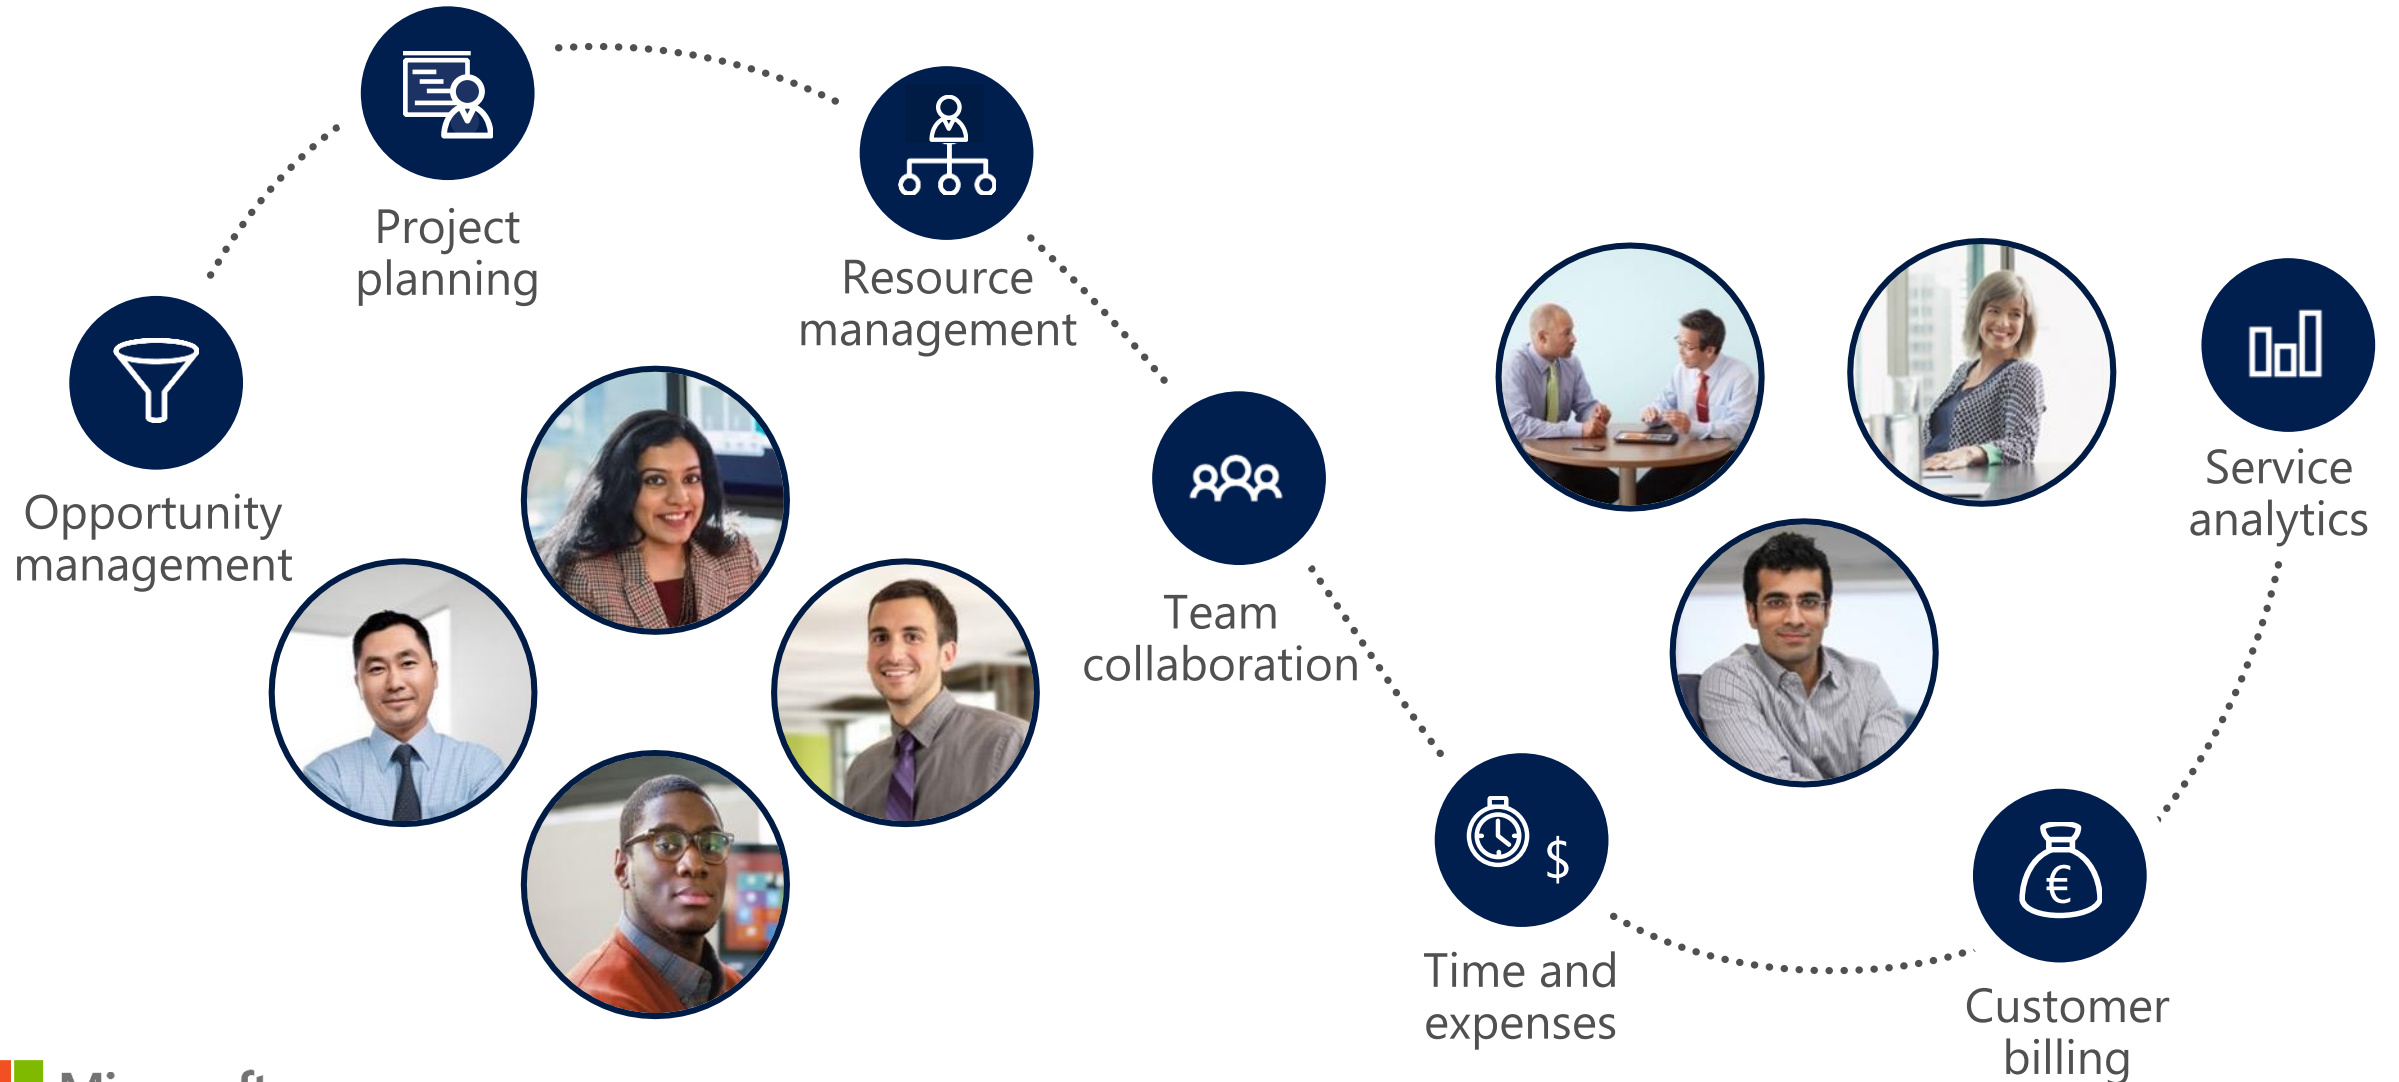 Project
planning
Resource
management
Opportunity
management
Team
collaboration
Service
analytics
$
Time and
expenses
€
Customer
billing